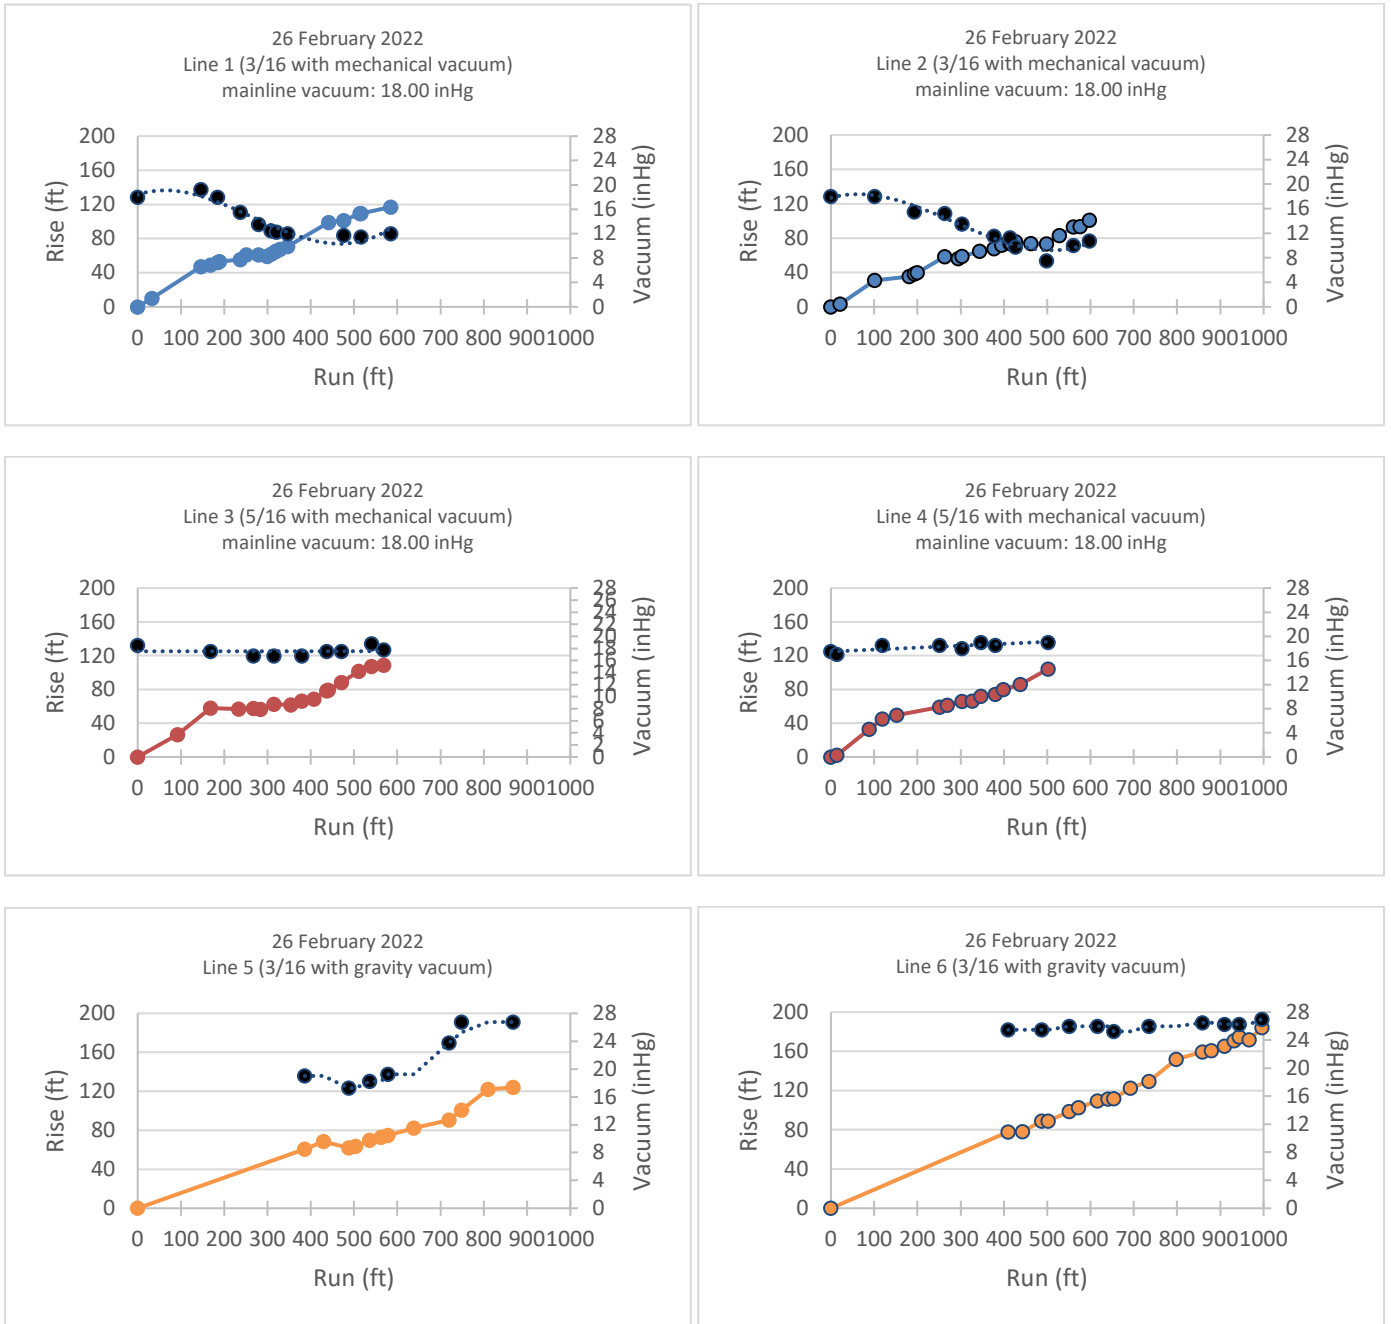 26 February 2022
Line 1 (3/16 with mechanical vacuum)
mainline vacuum: 18.00 inHg
200
160
120
80
40
0
Rise (ft)
28
24
20
16
12
8
4
0
Vacuum (inHg)
0 100 200 300 400 500 600 700 800 900 1000
Run (ft)
26 February 2022
Line 2 (3/16 with mechanical vacuum)
mainline vacuum: 18.00 inHg
200
160
120
80
40
0
Rise (ft)
28
24
20
16
12
8
4
0
Vacuum (inHg)
0 100 200 300 400 500 600 700 800 900 1000
Run (ft)
26 February 2022
Line 3 (5/16 with mechanical vacuum)
mainline vacuum: 18.00 inHg
200
160
120
80
40
0
Rise (ft)
28
26
24
22
20
18
16
14
12
10
8
6
4
2
0
Vacuum (inHg)
0 100 200 300 400 500 600 700 800 900 1000
Run (ft)
26 February 2022
Line 4 (5/16 with mechanical vacuum)
mainline vacuum: 18.00 inHg
200
160
120
80
40
0
Rise (ft)
28
24
20
16
12
8
4
0
Vacuum (inHg)
0 100 200 300 400 500 600 700 800 900 1000
Run (ft)
26 February 2022
Line 5 (3/16 with gravity vacuum)
200
160
120
80
40
0
Rise (ft)
28
24
20
16
12
8
4
0
Vacuum (inHg)
0 100 200 300 400 500 600 700 800 900 1000
Run (ft)
26 February 2022
Line 6 (3/16 with gravity vacuum)
200
160
120
80
40
0
Rise (ft)
28
24
20
16
12
8
4
0
Vacuum (inHg)
0 100 200 300 400 500 600 700 800 900 1000
Run (ft)